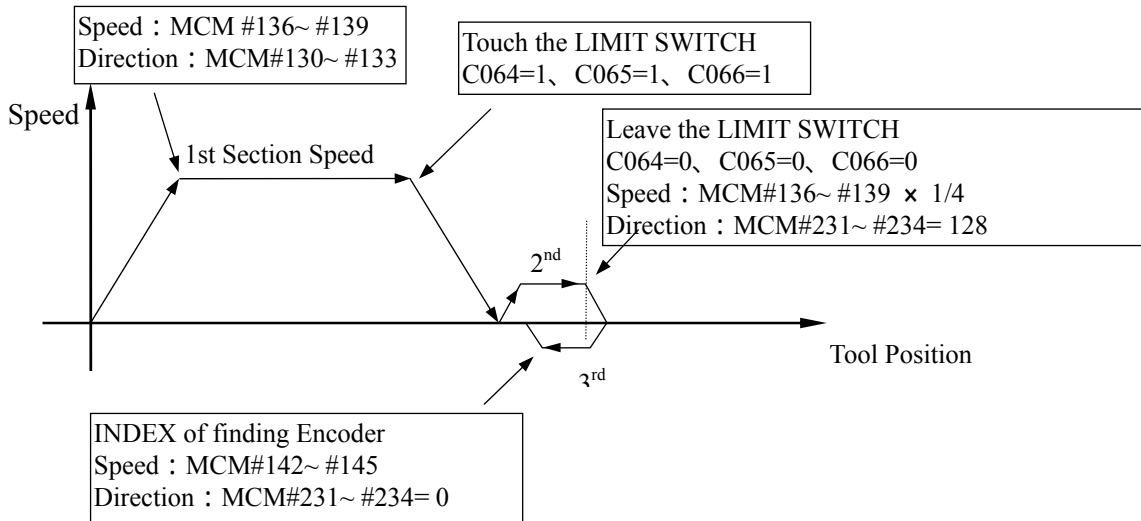 Speed：MCM #136~ #139
Direction：MCM#130~ #133
Touch the LIMIT SWITCH
C064=1、C065=1、C066=1
Speed
1st Section Speed
Leave the LIMIT SWITCH
C064=0、C065=0、C066=0
Speed：MCM#136~ #139 × 1/4
Direction：MCM#231~ #234= 128
2nd
3rd
Tool Position
INDEX of finding Encoder
Speed：MCM#142~ #145
Direction：MCM#231~ #234= 0